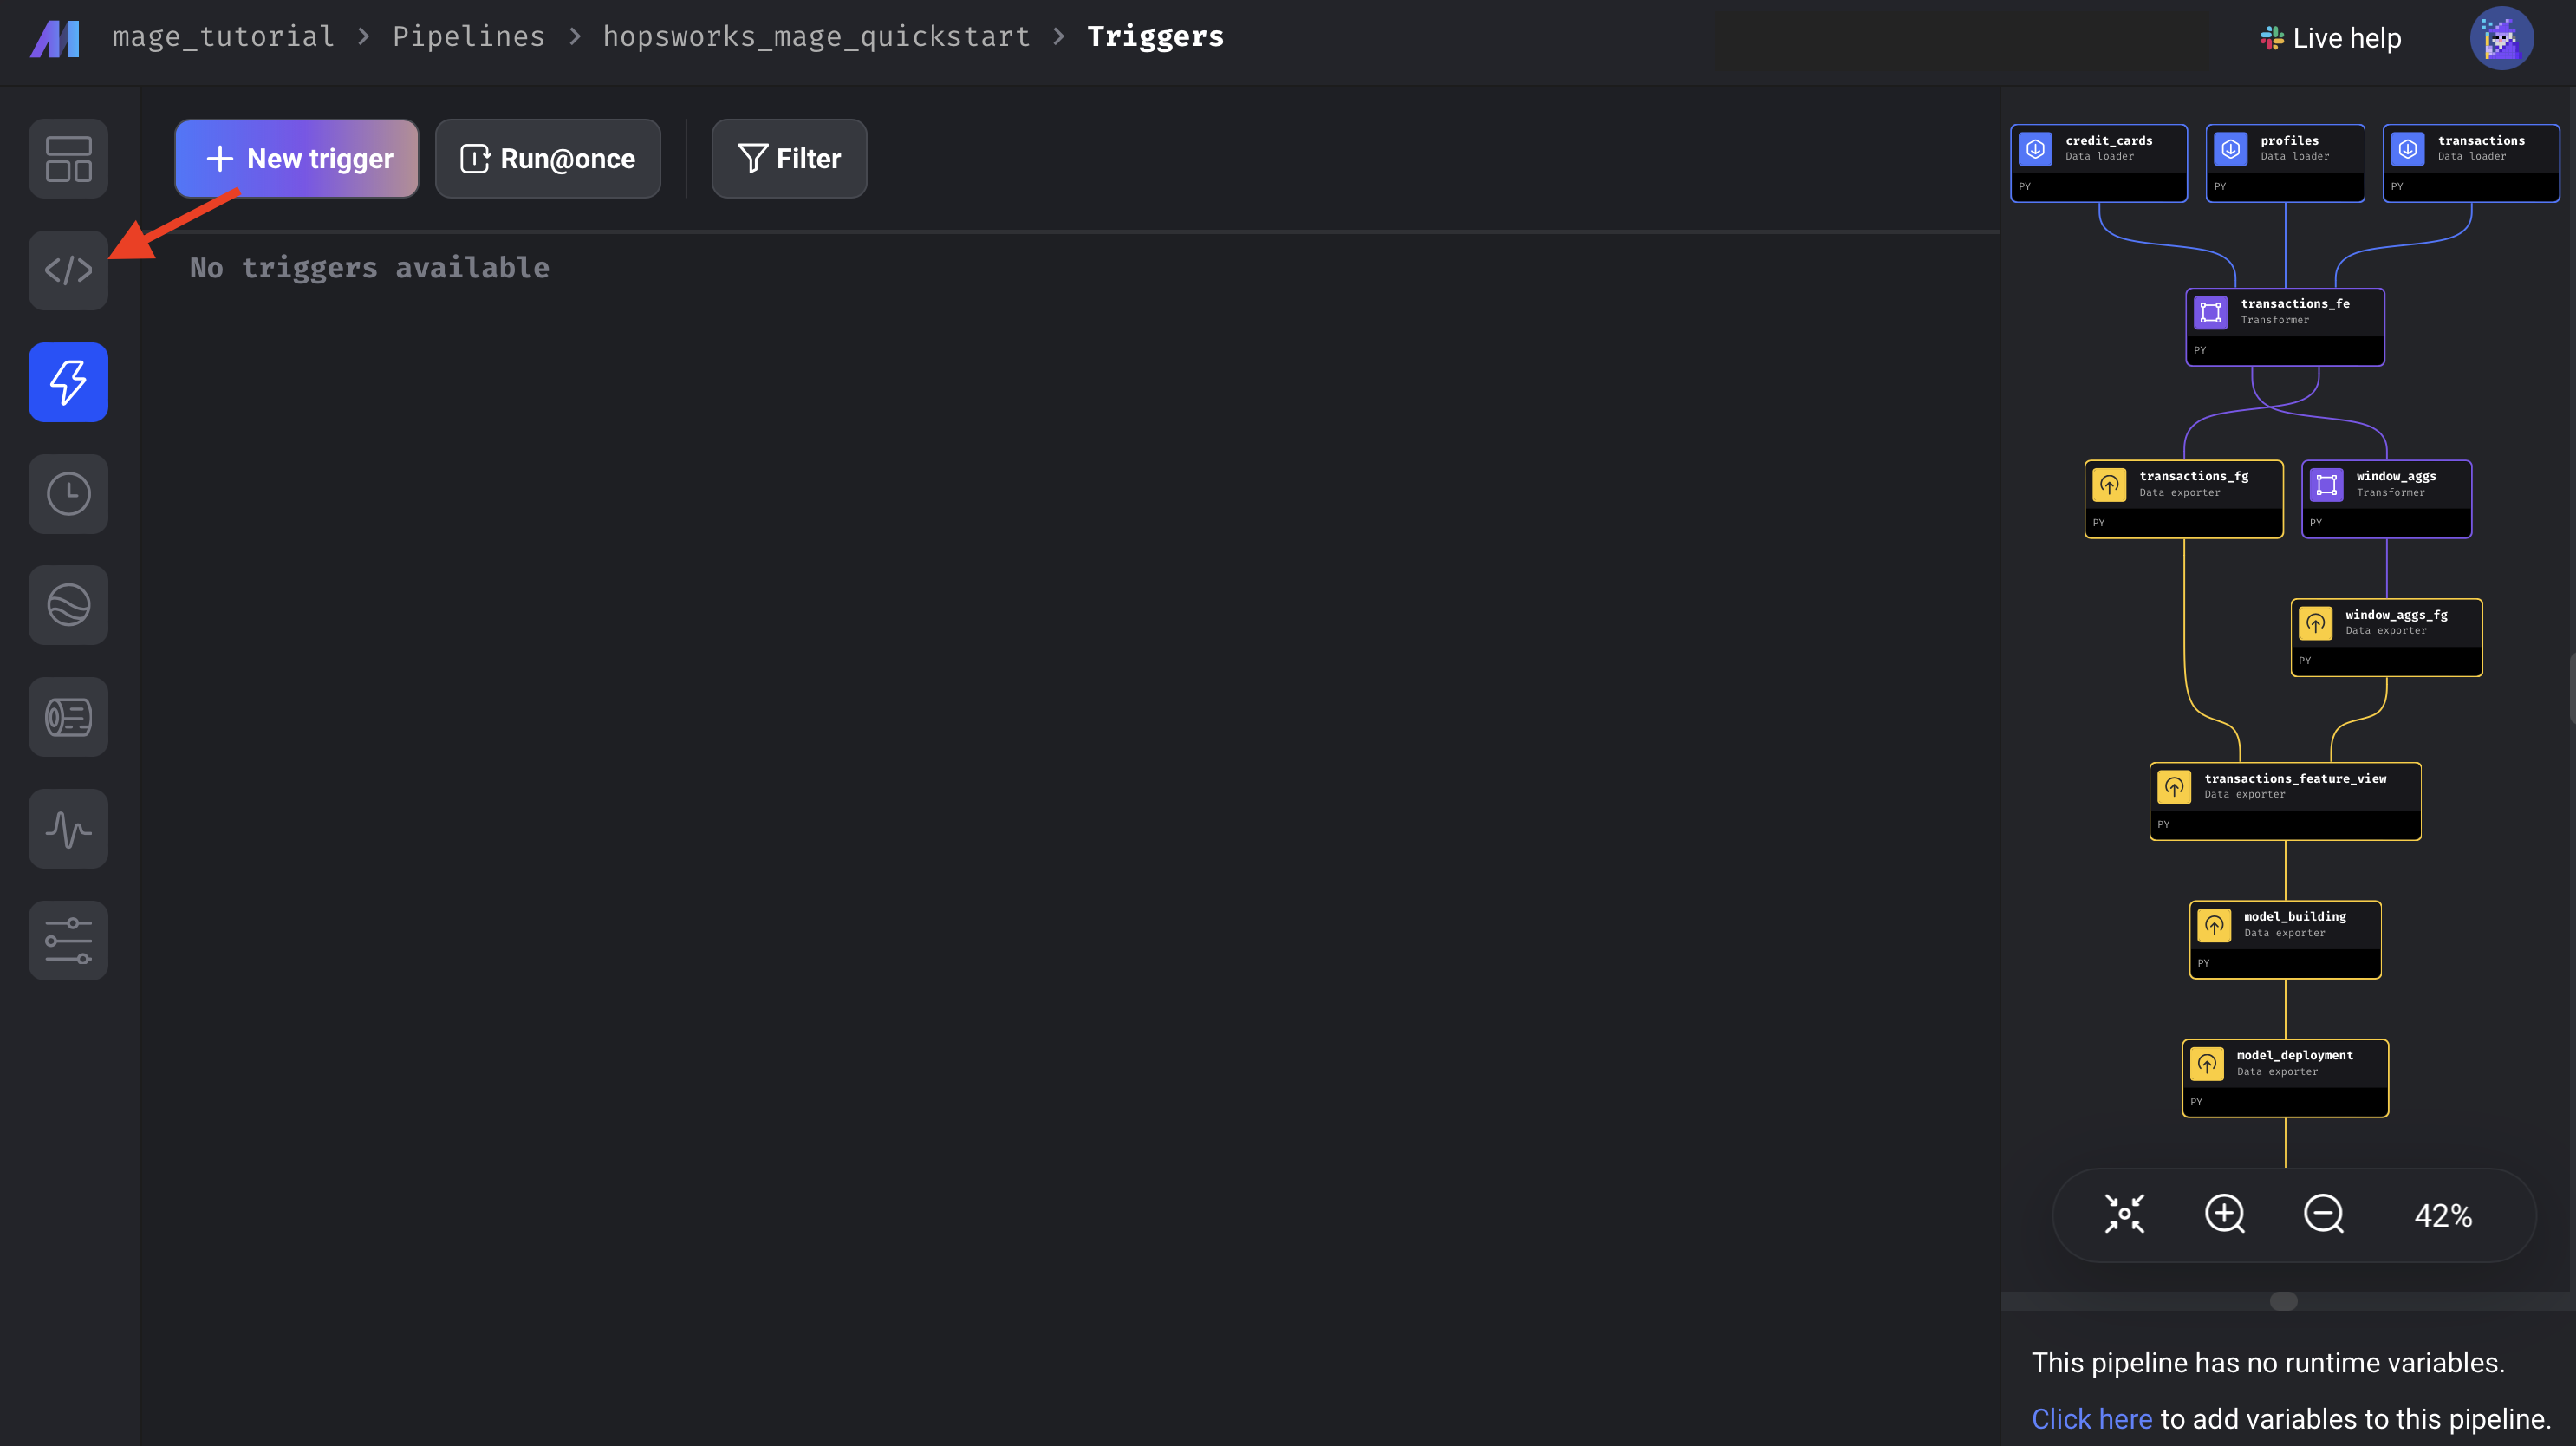 mage_tutorial > Pipelines > hopsworks_mage_quickstart > Triggers
Live help
New trigger
Run@once
Filter
No triggers available
credit_cards
Data loader
PY
profiles
Data loader
PY
transactions
Data loader
PY
transactions_fe
Transformer
PY
transactions_fg
Data exporter
PY
window_aggs
Transformer
PY
window_aggs_fg
Data exporter
PY
transactions_feature_view
Data exporter
PY
model_building
Data exporter
PY
model_deployment
Data exporter
PY
42%
This pipeline has no runtime variables.
Click here to add variables to this pipeline.